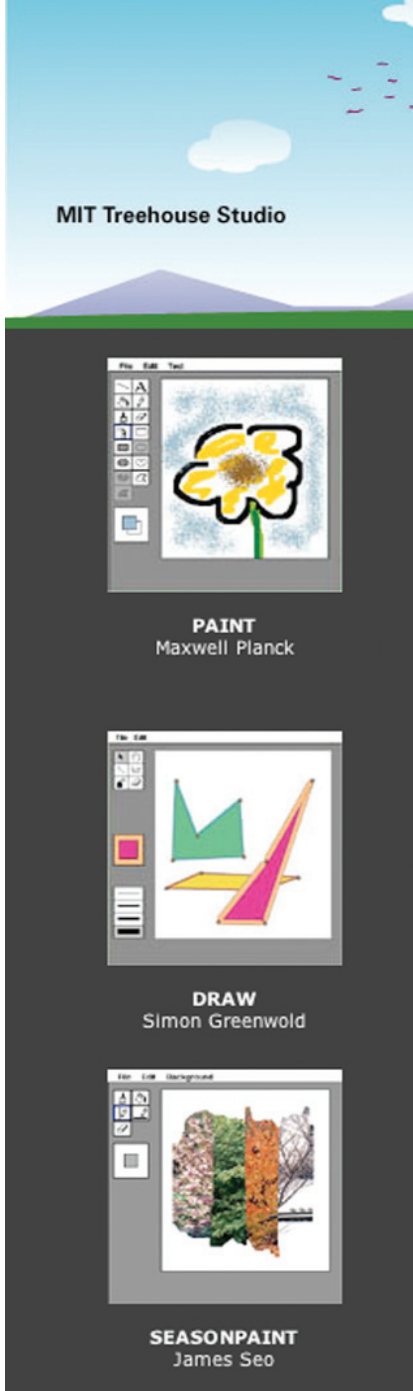 MIT Treehouse Studio
File Edit Text
A
PAINT
Maxwell Planck
File Edit
DRAW
Simon Greenwold
File Edit Background
SEASONPAINT
James Seo